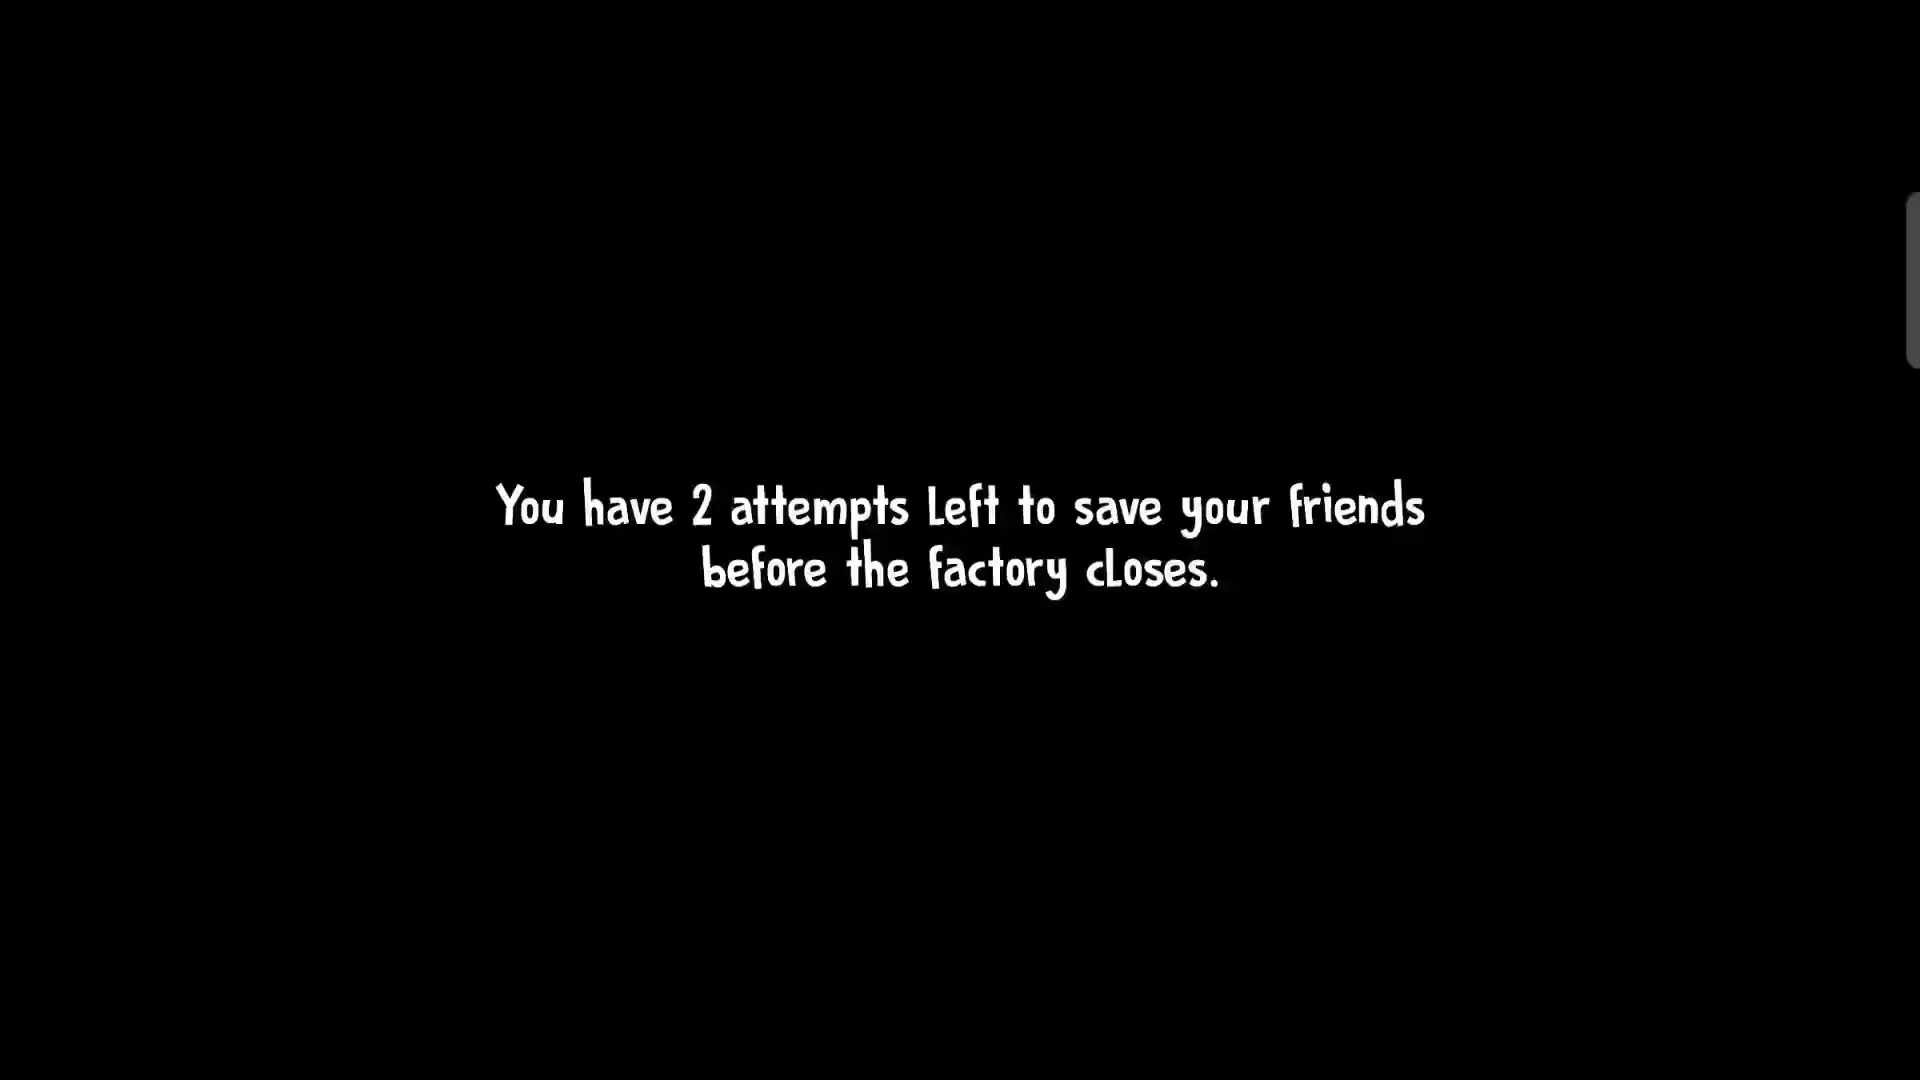 You have 2 attempts left to save your friends
before the factory closes.